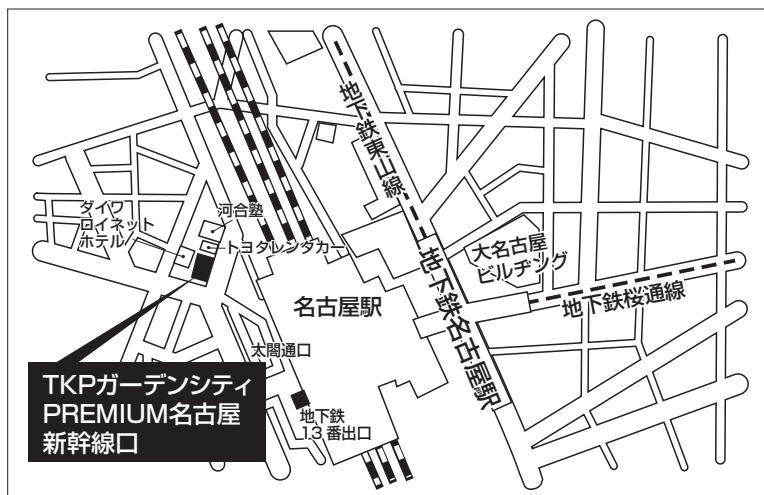 地下鉄東山線
河合塾
ダイワ
ロイネット
ホテル
トヨタレンタカー
大名古屋
ビルヂング
地下鉄桜通線
地下鉄名古屋駅
名古屋駅
太閤通口
地下鉄
13番出口
TKPガーデンシティ
PREMIUM名古屋
新幹線口